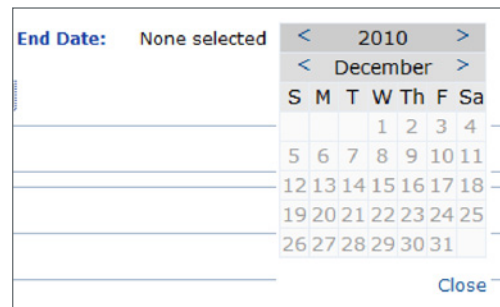 End Date: None selected < 2010 >
< December >
S M T W Th F Sa
1 2 3 4
5 6 7 8 9 10 11
12 13 14 15 16 17 18
19 20 21 22 23 24 25
26 27 28 29 30 31
Close